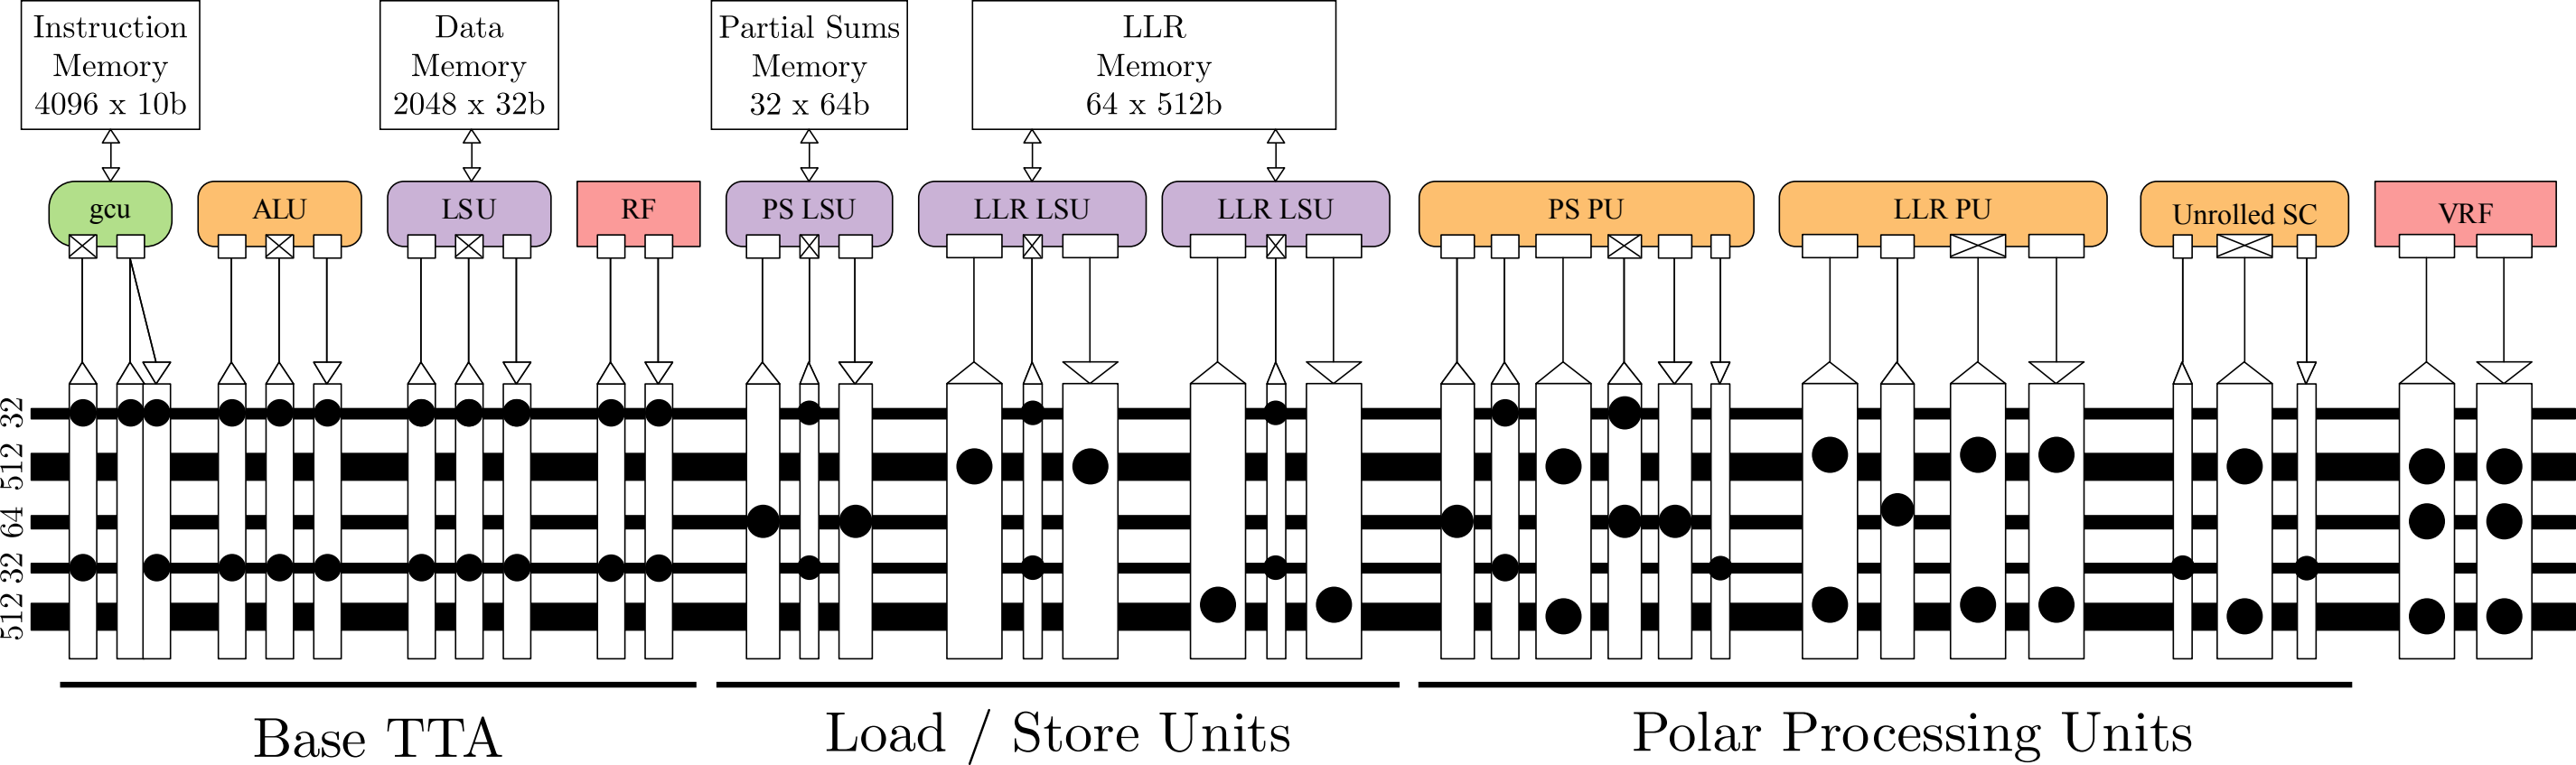 Instruction
Memory
4096 x 10b
Data
Memory
2048 x 32b
Partial Sums
Memory
32 x 64b
LLR
Memory
64 x 512b
gcu
ALU
LSU
RF
PS LSU
LLR LSU
LLR LSU
PS PU
LLR PU
Unrolled SC
VRF
32
512
64
32
512
Base TTA
Load / Store Units
Polar Processing Units